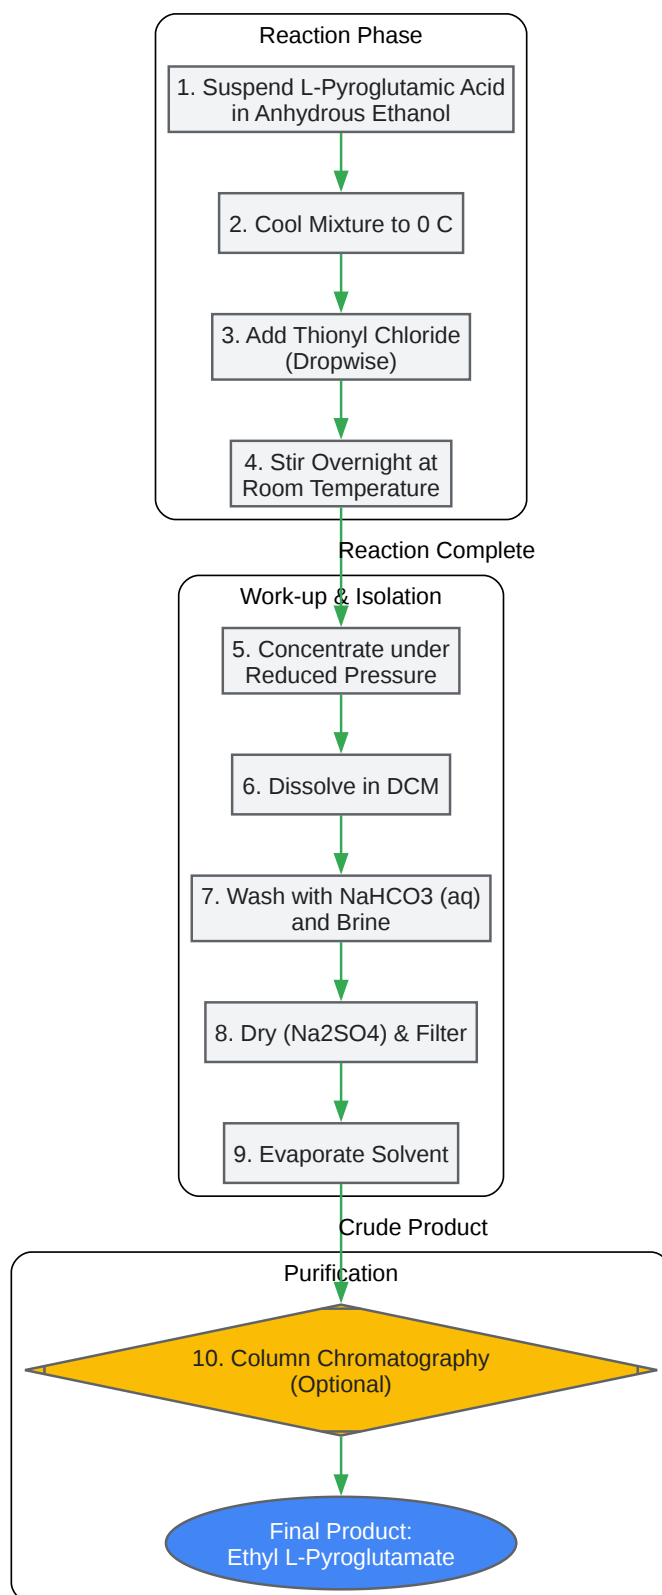 Reaction Phase
1. Suspend L-Pyroglutamic Acid
in Anhydrous Ethanol
2. Cool Mixture to 0 C
3. Add Thionyl Chloride
(Dropwise)
4. Stir Overnight at
Room Temperature
Reaction Complete
Work-up & Isolation
5. Concentrate under
Reduced Pressure
6. Dissolve in DCM
7. Wash with NaHCO3 (aq)
and Brine
8. Dry (Na2SO4) & Filter
9. Evaporate Solvent
Crude Product
Purification
10. Column Chromatography
(Optional)
Final Product:
Ethyl L-Pyroglutamate